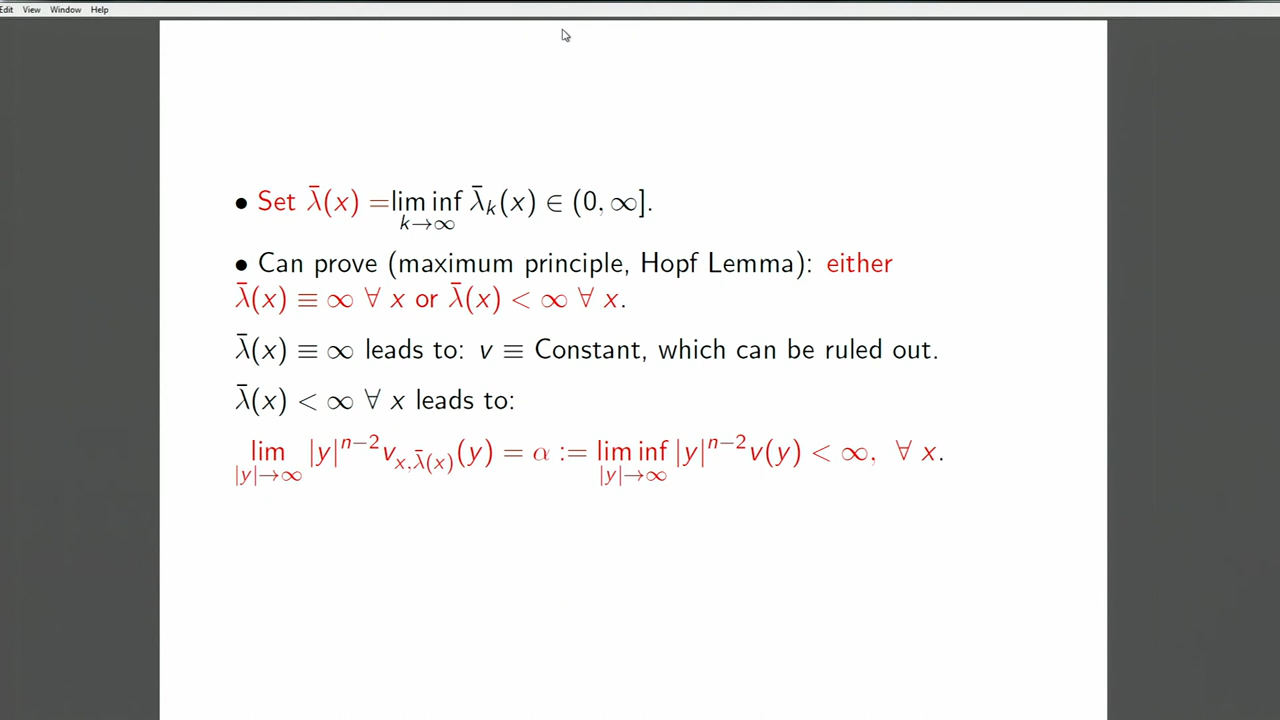 Edit View Window Help
• Set λ̄(x) = lim inf_{k→∞} λ̄_k(x) ∈ (0, ∞].
• Can prove (maximum principle, Hopf Lemma): either
λ̄(x) ≡ ∞ ∀ x or λ̄(x) < ∞ ∀ x.
λ̄(x) ≡ ∞ leads to: v ≡ Constant, which can be ruled out.
λ̄(x) < ∞ ∀ x leads to:
lim_{|y|→∞} |y|^{n−2} v_{x,λ̄(x)}(y) = α := lim inf_{|y|→∞} |y|^{n−2} v(y) < ∞, ∀ x.